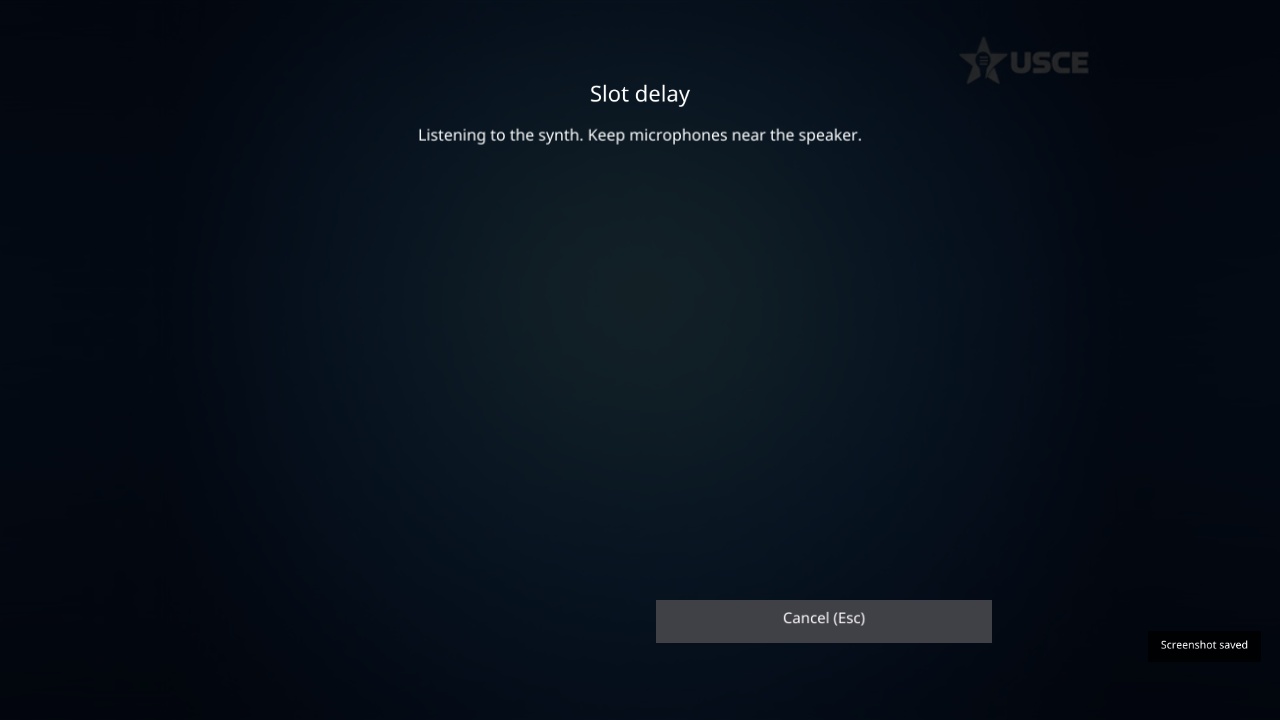 USCE
Slot delay
Listening to the synth. Keep microphones near the speaker.
Cancel (Esc)
Screenshot saved